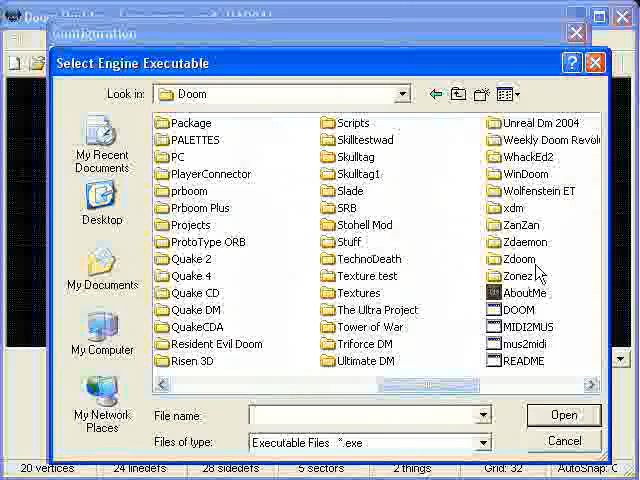 Configuration
Select Engine Executable
Look in: Doom
My Recent
Documents
Desktop
My Documents
My Computer
My Network
Places
Package
PALETTES
PC
PlayerConnector
prboom
Prboom Plus
Projects
ProtoType ORB
Quake 2
Quake 4
Quake CD
Quake DM
QuakeCDA
Resident Evil Doom
Risen 3D
Scripts
Skilltestwad
Skulltag
Skulltag1
Slade
SRB
Stohell Mod
Stuff
TechnoDeath
Texture test
Textures
The Ultra Project
Tower of War
Triforce DM
Ultimate DM
Unreal Dm 2004
Weekly Doom Revolu
WhackEd2
WinDoom
Wolfenstein ET
xdm
ZanZan
Zdaemon
Zdoom
Zonez
AboutMe
DOOM
MIDI2MUS
mus2midi
README
File name:
Open
Files of type: Executable Files *.exe
Cancel
20 vertices 24 linedefs 28 sidedefs 5 sectors 2 things Grid: 32 AutoSnap: O